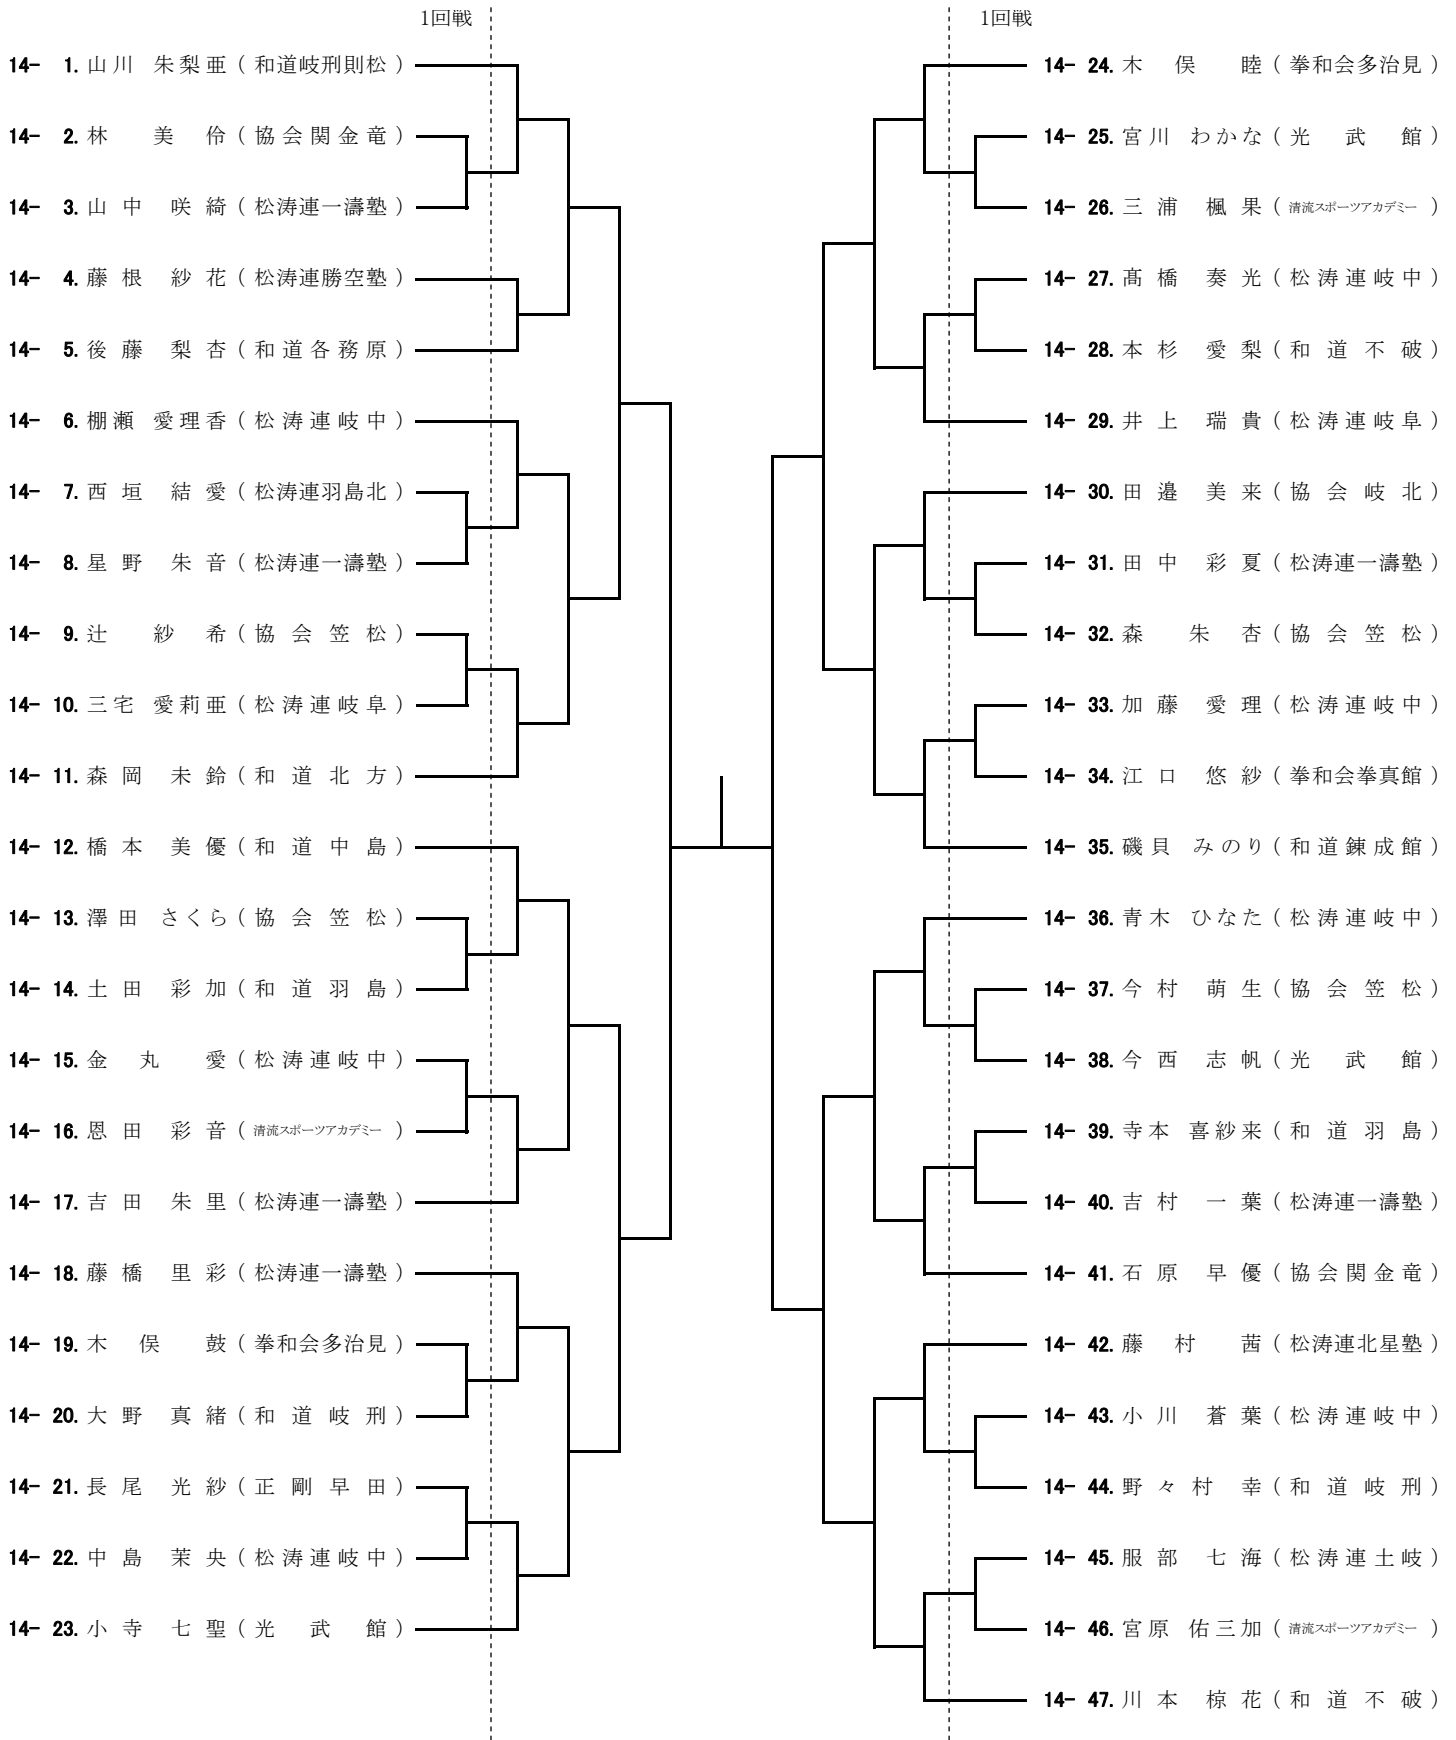 1回戦
14- 1. 山川 朱梨亜 ( 和道岐刑則松 )
14- 2. 林 美伶 ( 協会関金竜 )
14- 3. 山中 咲綺 ( 松涛連一濤塾 )
14- 4. 藤根 紗花 ( 松涛連勝空塾 )
14- 5. 後藤 梨杏 ( 和道各務原 )
14- 6. 棚瀬 愛理香 ( 松涛連岐中 )
14- 7. 西垣 結愛 ( 松涛連羽島北 )
14- 8. 星野 朱音 ( 松涛連一濤塾 )
14- 9. 辻 紗希 ( 協会笠松 )
14- 10. 三宅 愛莉亜 ( 松涛連岐阜 )
14- 11. 森岡 未鈴 ( 和道北方 )
14- 12. 橋本 美優 ( 和道中島 )
14- 13. 澤田 さくら ( 協会笠松 )
14- 14. 土田 彩加 ( 和道羽島 )
14- 15. 金丸 愛 ( 松涛連岐中 )
14- 16. 恩田 彩音 ( 清流スポーツアカデミー )
14- 17. 吉田 朱里 ( 松涛連一濤塾 )
14- 18. 藤橋 里彩 ( 松涛連一濤塾 )
14- 19. 木俣 鼓 ( 拳和会多治見 )
14- 20. 大野 真緒 ( 和道岐刑 )
14- 21. 長尾 光紗 ( 正剛早田 )
14- 22. 中島 茉央 ( 松涛連岐中 )
14- 23. 小寺 七聖 ( 光武館 )
1回戦
14- 24. 木俣 睦 ( 拳和会多治見 )
14- 25. 宮川 わかな ( 光武館 )
14- 26. 三浦 楓果 ( 清流スポーツアカデミー )
14- 27. 髙橋 奏光 ( 松涛連岐中 )
14- 28. 本杉 愛梨 ( 和道不破 )
14- 29. 井上 瑞貴 ( 松涛連岐阜 )
14- 30. 田邉 美来 ( 協会岐北 )
14- 31. 田中 彩夏 ( 松涛連一濤塾 )
14- 32. 森 朱杏 ( 協会笠松 )
14- 33. 加藤 愛理 ( 松涛連岐中 )
14- 34. 江口 悠紗 ( 拳和会拳真館 )
14- 35. 磯貝 みのり ( 和道錬成館 )
14- 36. 青木 ひなた ( 松涛連岐中 )
14- 37. 今村 萌生 ( 協会笠松 )
14- 38. 今西 志帆 ( 光武館 )
14- 39. 寺本 喜紗来 ( 和道羽島 )
14- 40. 吉村 一葉 ( 松涛連一濤塾 )
14- 41. 石原 早優 ( 協会関金竜 )
14- 42. 藤村 茜 ( 松涛連北星塾 )
14- 43. 小川 蒼葉 ( 松涛連岐中 )
14- 44. 野々村 幸 ( 和道岐刑 )
14- 45. 服部 七海 ( 松涛連土岐 )
14- 46. 宮原 佑三加 ( 清流スポーツアカデミー )
14- 47. 川本 椋花 ( 和道不破 )